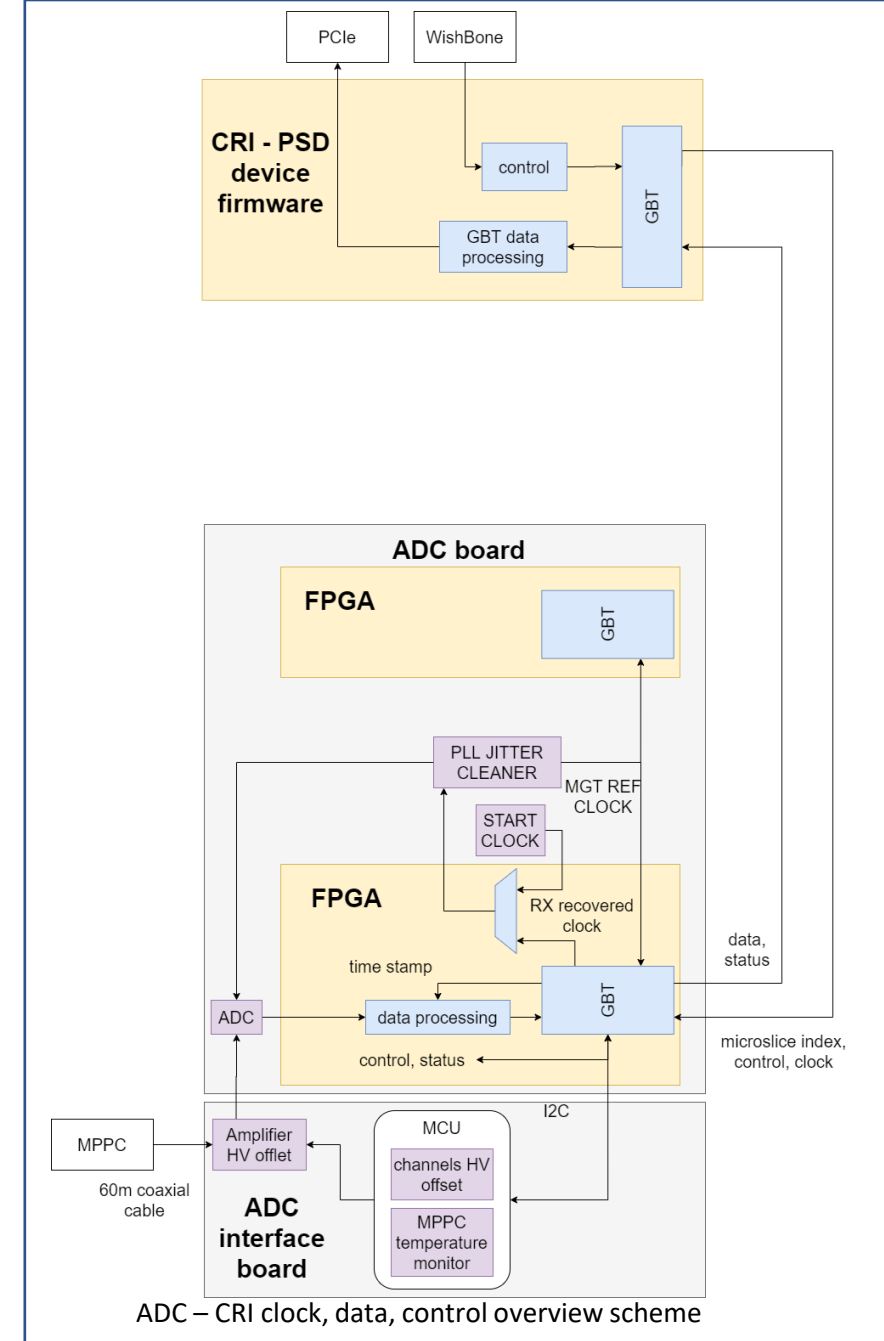 PCIe
WishBone
CRI - PSD
device
firmware
control
GBT
GBT data
processing
ADC board
FPGA
GBT
PLL JITTER
CLEANER
MGT REF
CLOCK
START
CLOCK
FPGA
RX recovered
clock
data,
status
time stamp
ADC
data processing
GBT
control, status
microslice index,
control, clock
I2C
MPPC
Amplifier
HV offlet
MCU
channels HV
offset
60m coaxial
cable
ADC
interface
board
MPPC
temperature
monitor
ADC – CRI clock, data, control overview scheme